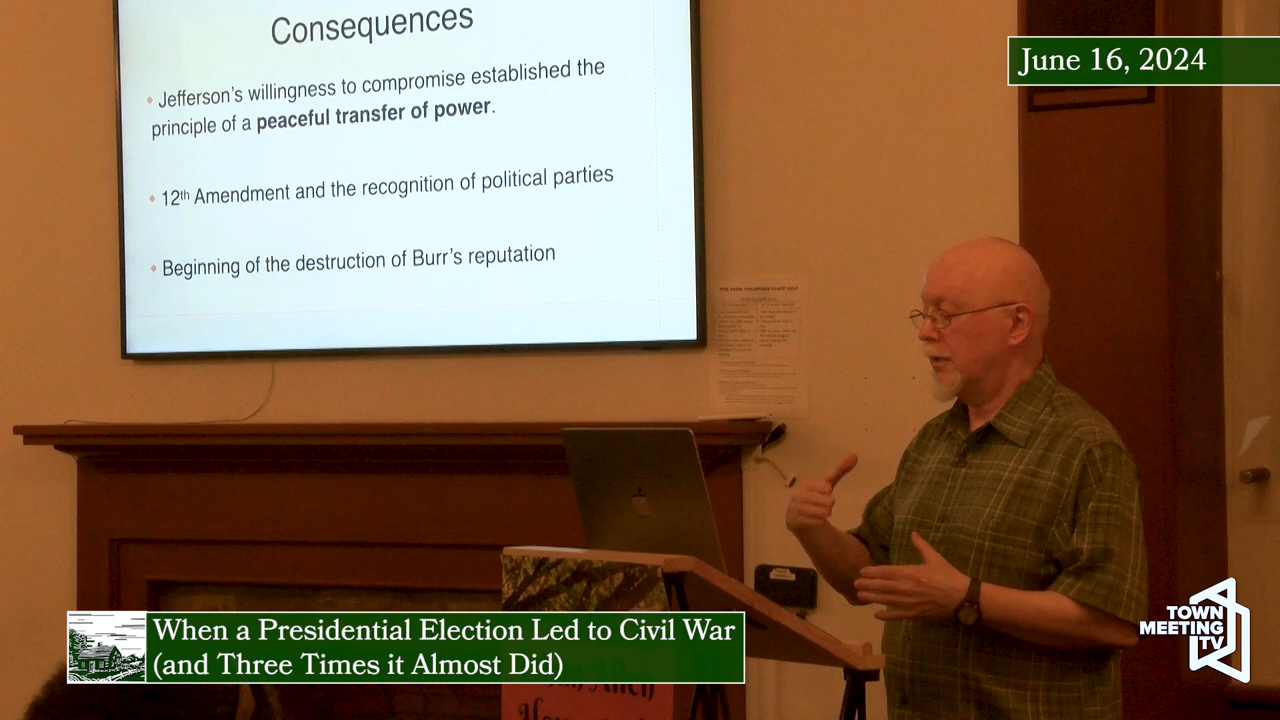 Consequences
• Jefferson's willingness to compromise established the
principle of a peaceful transfer of power.
• 12th Amendment and the recognition of political parties
• Beginning of the destruction of Burr's reputation
June 16, 2024
When a Presidential Election Led to Civil War
(and Three Times it Almost Did)
TOWN
MEETING
TV